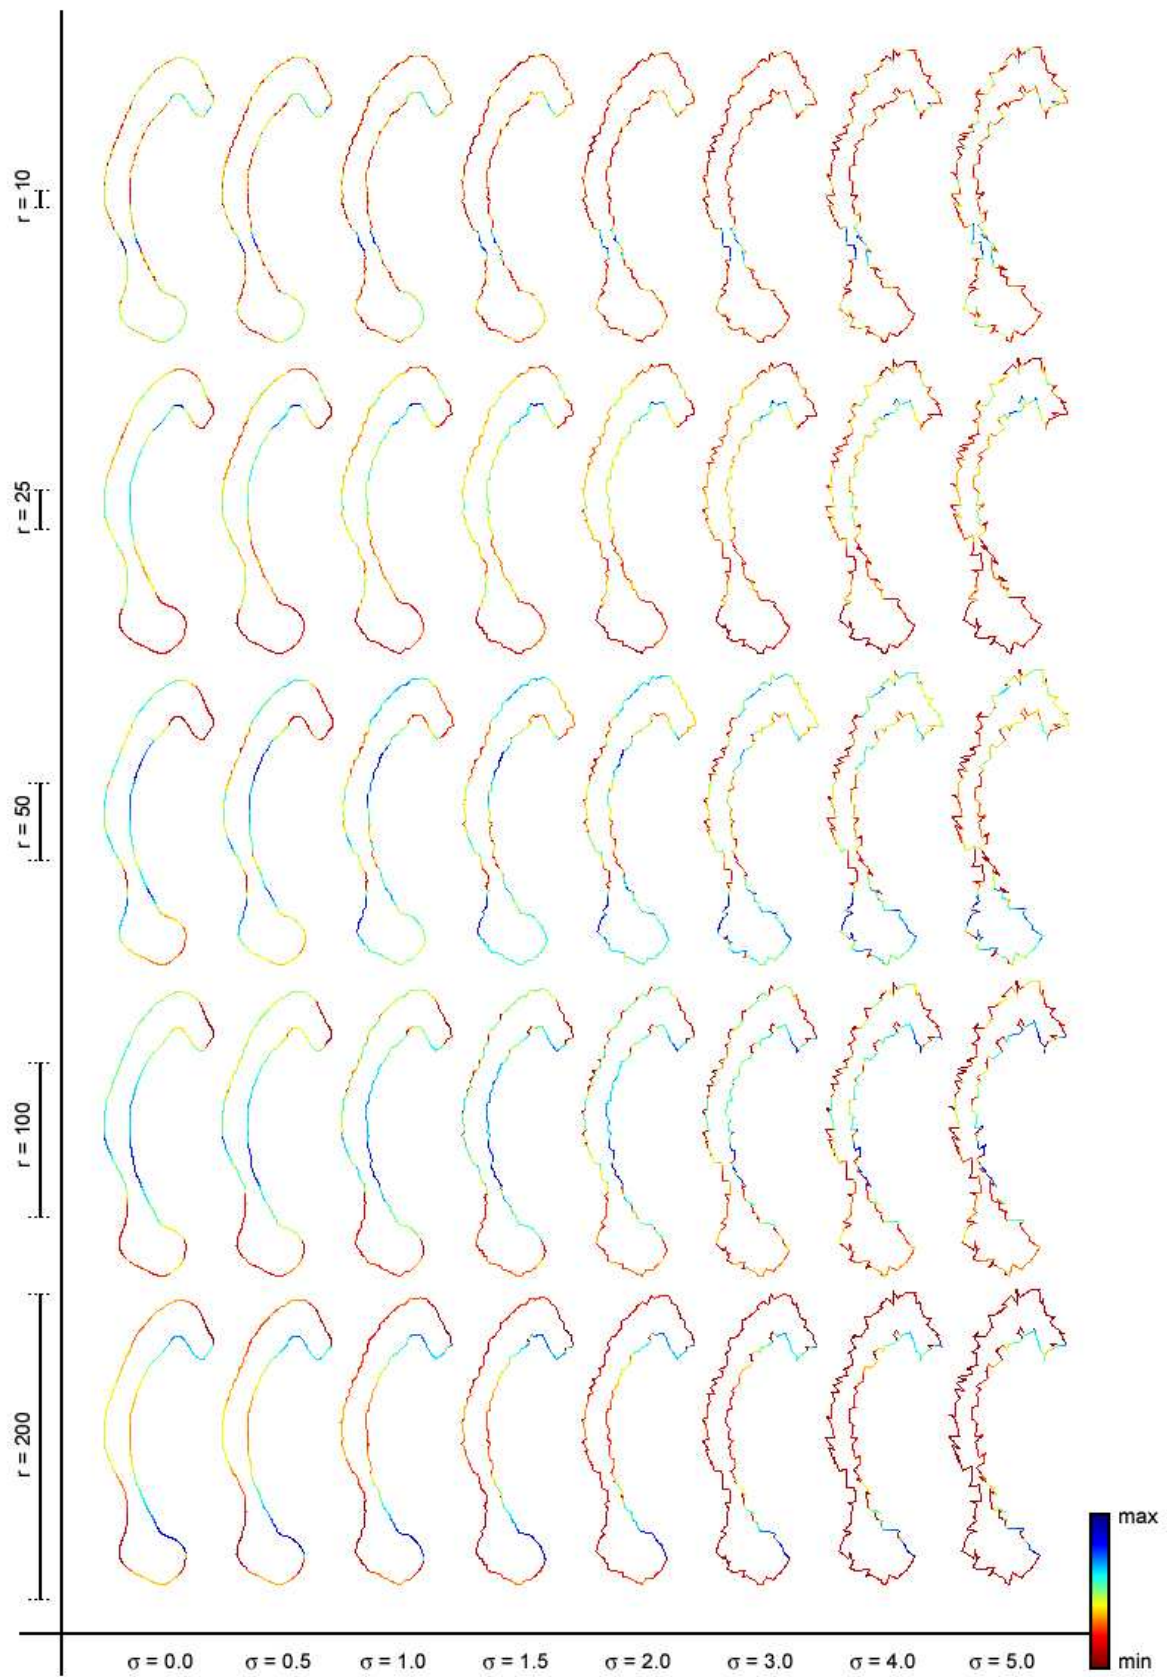 r = 10
r = 25
r = 50
r = 100
r = 200
max
min
σ = 0.0 σ = 0.5 σ = 1.0 σ = 1.5 σ = 2.0 σ = 3.0 σ = 4.0 σ = 5.0